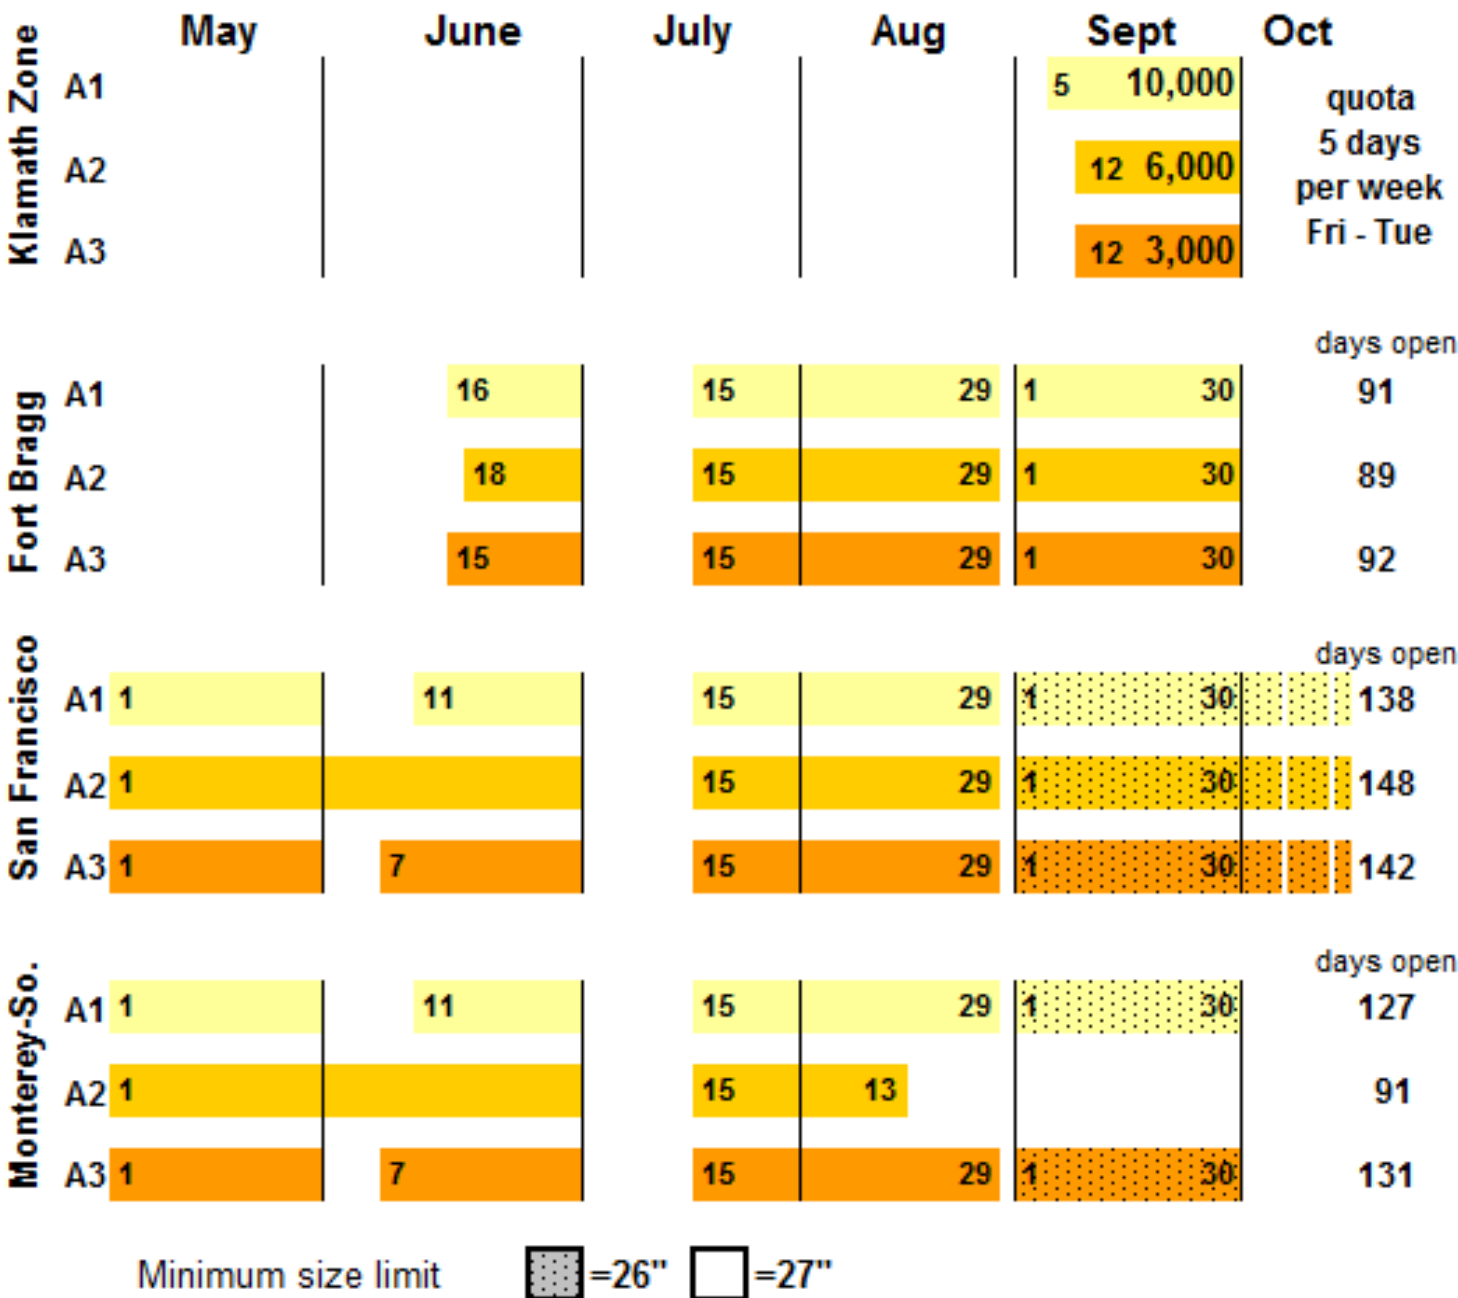 May June July Aug Sept Oct
Klamath Zone
A1 5 10,000
A2 12 6,000
A3 12 3,000
quota
5 days
per week
Fri - Tue
days open
Fort Bragg
A1 16 15 29 1 30 91
A2 18 15 29 1 30 89
A3 15 15 29 1 30 92
days open
San Francisco
A1 1 11 15 29 1 30 138
A2 1 15 29 1 30 148
A3 1 7 15 29 1 30 142
days open
Monterey-So.
A1 1 11 15 29 1 30 127
A2 1 15 13 91
A3 1 7 15 29 1 30 131
Minimum size limit =26" =27"